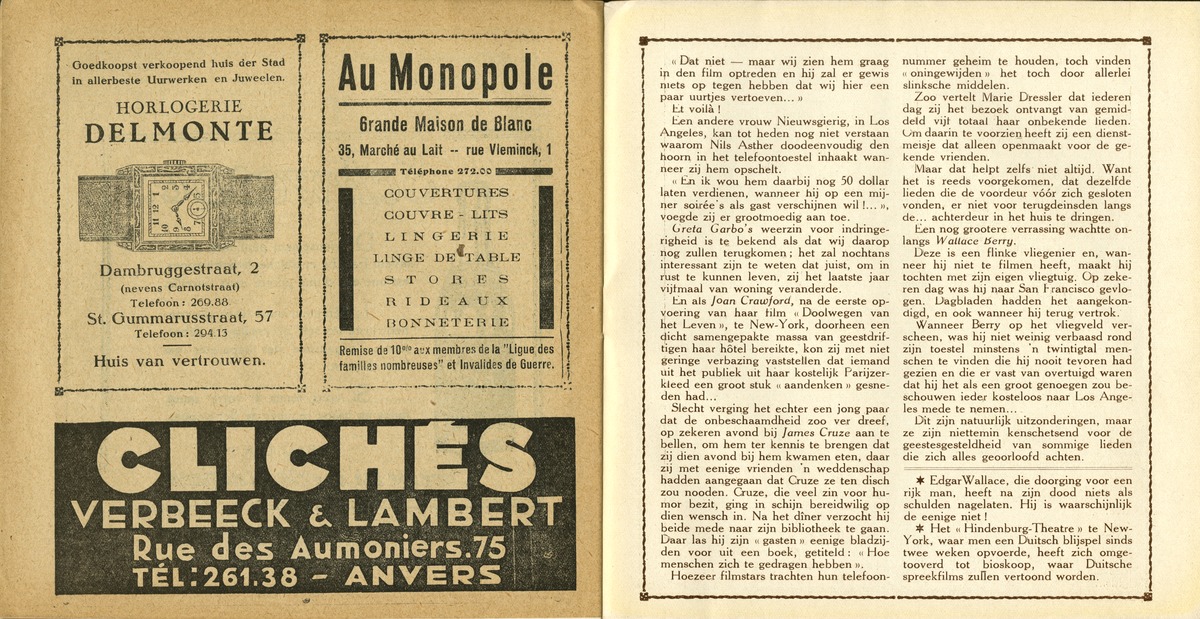 Goedkoopst verkoopend huis der Stad
in allerbeste Uurwerken en Juweelen.
HORLOGERIE
DELMONTE
Dambruggestraat, 2
(nevens Carnotstraat)
Telefoon : 269.88
St. Gummarusstraat, 57
Telefoon : 294.13
Huis van vertrouwen.
Au Monopole
Grande Maison de Blanc
35, Marché au Lait -- rue Vleminck, 1
Téléphone 272.00
COUVERTURES
COUVRE - LITS
LINGERIE
LINGE DE TABLE
STORES
RIDEAUX
BONNETERIE
Remise de 10% aux membres de la "Ligue des
familles nombreuses" et Invalides de Guerre.
CLICHÉS
VERBEECK & LAMBERT
Rue des Aumoniers.75
TÉL:261.38 - ANVERS
« Dat niet — maar wij zien hem graag
in den film optreden en hij zal er gewis
niets op tegen hebben dat wij hier een
paar uurtjes vertoeven... »
Et voilà !
Een andere vrouw Nieuwsgierig, in Los
Angeles, kan tot heden nog niet verstaan
waarom Nils Asther doodeenvoudig den
hoorn in het telefoontoestel inhaakt wan-
neer zij hem opschelt.
« En ik wou hem daarbij nog 50 dollar
laten verdienen, wanneer hij op een mij-
ner soirée's als gast verschijnen wil !... »,
voegde zij er grootmoedig aan toe.
Greta Garbo's weerzin voor indringe-
righeid is te bekend als dat wij daarop
nog zullen terugkomen ; het zal nochtans
interessant zijn te weten dat juist, om in
rust te kunnen leven, zij het laatste jaar
vijfmaal van woning veranderde.
En als Joan Crawford, na de eerste op-
voering van haar film « Doolwegen van
het Leven », te New-York, doorheen een
dicht samengepakte massa van geestdrif-
tigen haar hôtel bereikte, kon zij met niet
geringe verbazing vaststellen dat iemand
uit het publiek uit haar kostelijk Parijzer-
kleed een groot stuk « aandenken » gesne-
den had...
Slecht verging het echter een jong paar
dat de onbeschaamdheid zoo ver dreef,
op zekeren avond bij James Cruze aan te
bellen, om hem ter kennis te brengen dat
zij dien avond bij hem kwamen eten, daar
zij met eenige vrienden 'n weddenschap
hadden aangegaan dat Cruze ze ten disch
zou nooden. Cruze, die veel zin voor hu-
mor bezit, ging in schijn bereidwilig op
dien wensch in. Na het dîner verzocht hij
beide mede naar zijn bibliotheek te gaan.
Daar las hij zijn « gasten » eenige bladzij-
den voor uit een boek, getiteld : « Hoe
menschen zich te gedragen hebben ».
Hoezeer filmstars trachten hun telefoon-
nummer geheim te houden, toch vinden
« oningewijden » het toch door allerlei
slinksche middelen.
Zoo vertelt Marie Dressler dat iederen
dag zij het bezoek ontvangt van gemid-
deld vijf totaal haar onbekende lieden.
Om daarin te voorzien heeft zij een dienst-
meisje dat alleen openmaakt voor de ge-
kende vrienden.
Maar dat helpt zelfs niet altijd. Want
het is reeds voorgekomen, dat dezelfde
lieden die de voordeur vóór zich gesloten
vonden, er niet voor terugdeinsden langs
de... achterdeur in het huis te dringen.
Een nog grootere verrassing wachtte on-
langs Wallace Berry.
Deze is een flinke vliegenier en, wan-
neer hij niet te filmen heeft, maakt hij
tochten met zijn eigen vliegtuig. Op zeke-
ren dag was hij naar San Francisco gevlo-
gen. Dagbladen hadden het aangekon-
digd, en ook wanneer hij terug vertrok.
Wanneer Berry op het vliegveld ver-
scheen, was hij niet weinig verbaasd rond
zijn toestel minstens 'n twintigtal men-
schen te vinden die hij nooit tevoren had
gezien en die er vast van overtuigd waren
dat hij het als een groot genoegen zou be-
schouwen ieder kosteloos naar Los Ange-
les mede te nemen...
Dit zijn natuurlijk uitzonderingen, maar
ze zijn niettemin kenschetsend voor de
geestesgesteldheid van sommige lieden
die zich alles geoorloofd achten.
★ Edgar Wallace, die doorging voor een
rijk man, heeft na zijn dood niets als
schulden nagelaten. Hij is waarschijnlijk
de eenige niet !
★ Het « Hindenburg-Theatre » te New-
York, waar men een Duitsch blijspel sinds
twee weken opvoerde, heeft zich omge-
tooverd tot bioskoop, waar Duitsche
spreekfilms zullen vertoond worden.